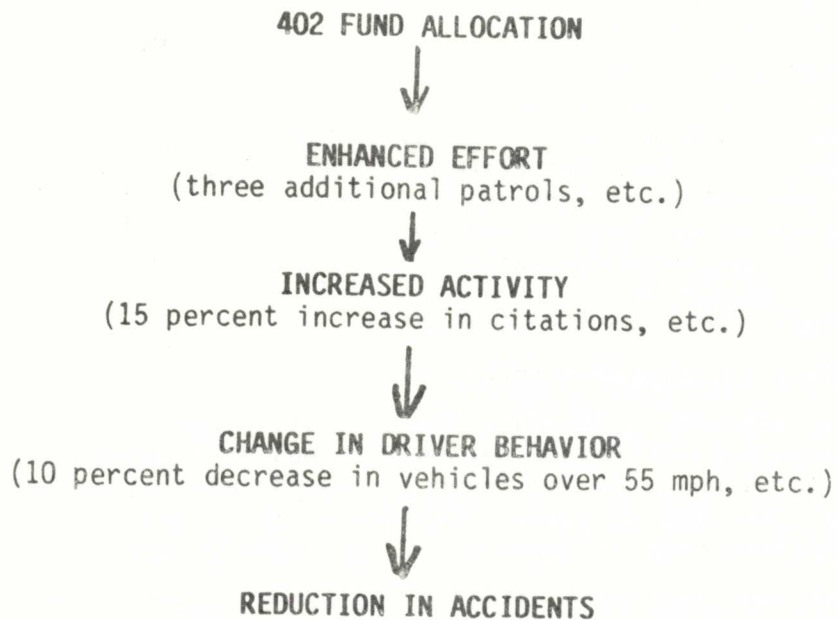 402 FUND ALLOCATION
ENHANCED EFFORT
(three additional patrols, etc.)
INCREASED ACTIVITY
(15 percent increase in citations, etc.)
CHANGE IN DRIVER BEHAVIOR
(10 percent decrease in vehicles over 55 mph, etc.)
REDUCTION IN ACCIDENTS